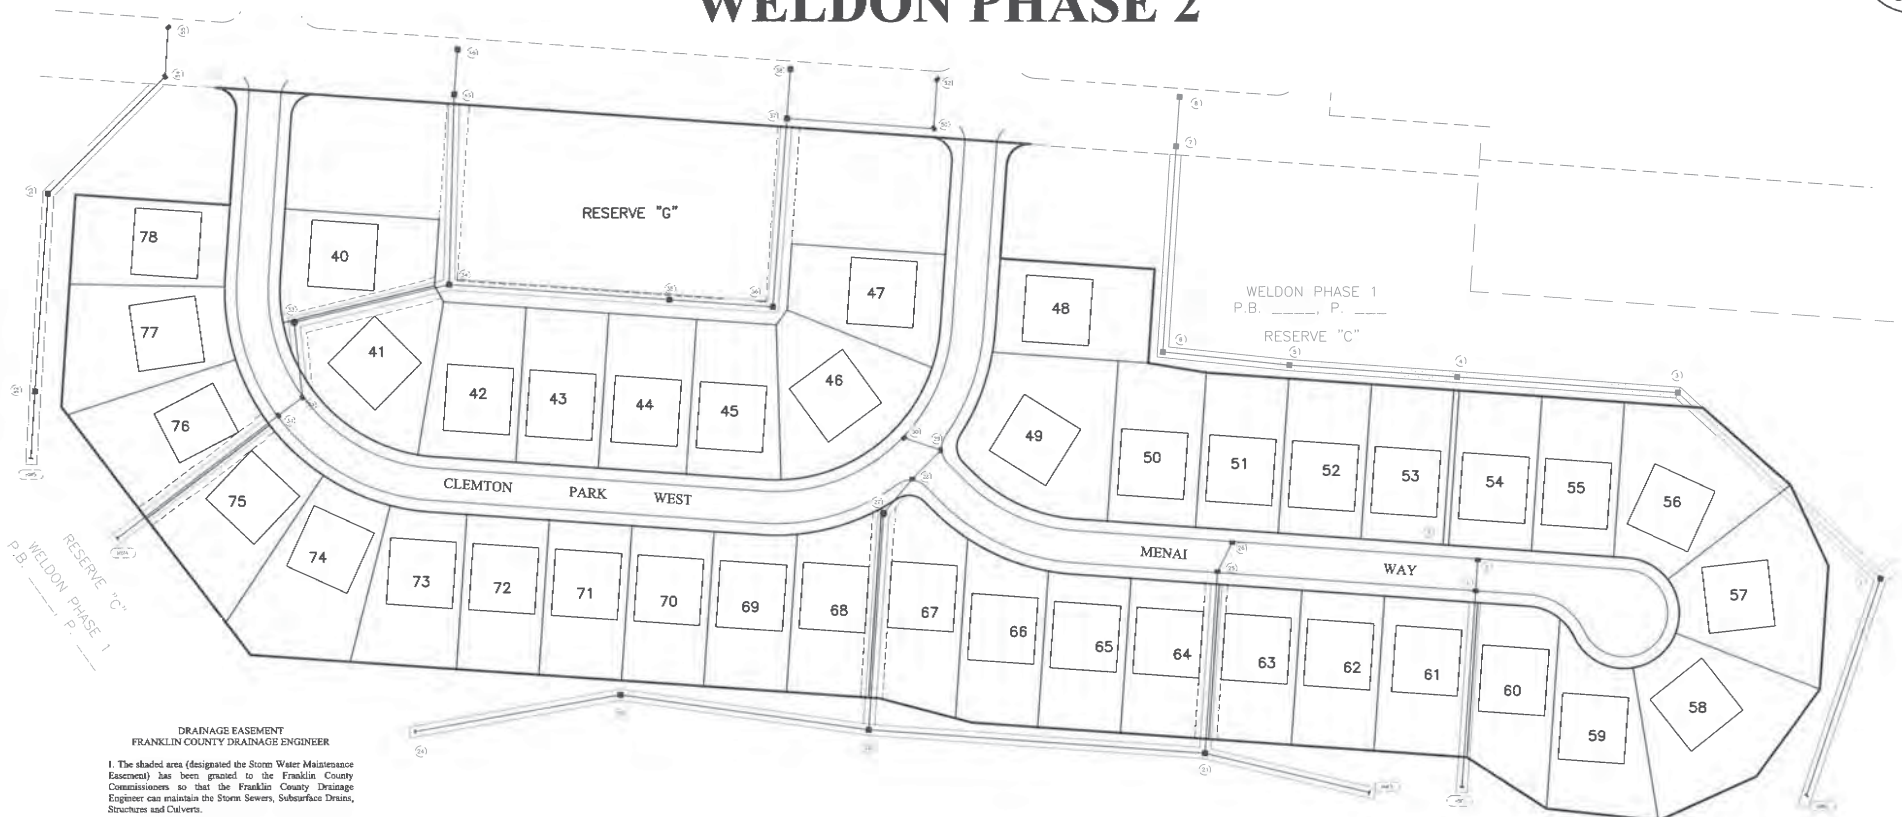 WELDON PHASE 2
RESERVE "G"
78
40
47
48
WELDON PHASE 1
P.B. ____, P. ___
RESERVE "C"
77
41
46
76
42
43
44
45
49
50
51
52
53
54
55
56
75
CLEMTON PARK WEST
74
MENAI WAY
73
72
71
70
69
68
67
66
65
64
63
62
61
60
59
58
57
RESERVE "C"
WELDON PHASE 1
P.B. ____, P. ___
DRAINAGE EASEMENT
FRANKLIN COUNTY DRAINAGE ENGINEER
1. The shaded area (designated the Storm Water Maintenance
Easement) has been granted to the Franklin County
Commissioners so that the Franklin County Drainage
Engineer can maintain the Storm Sewers, Subsurface Drains,
Structures and Culverts.